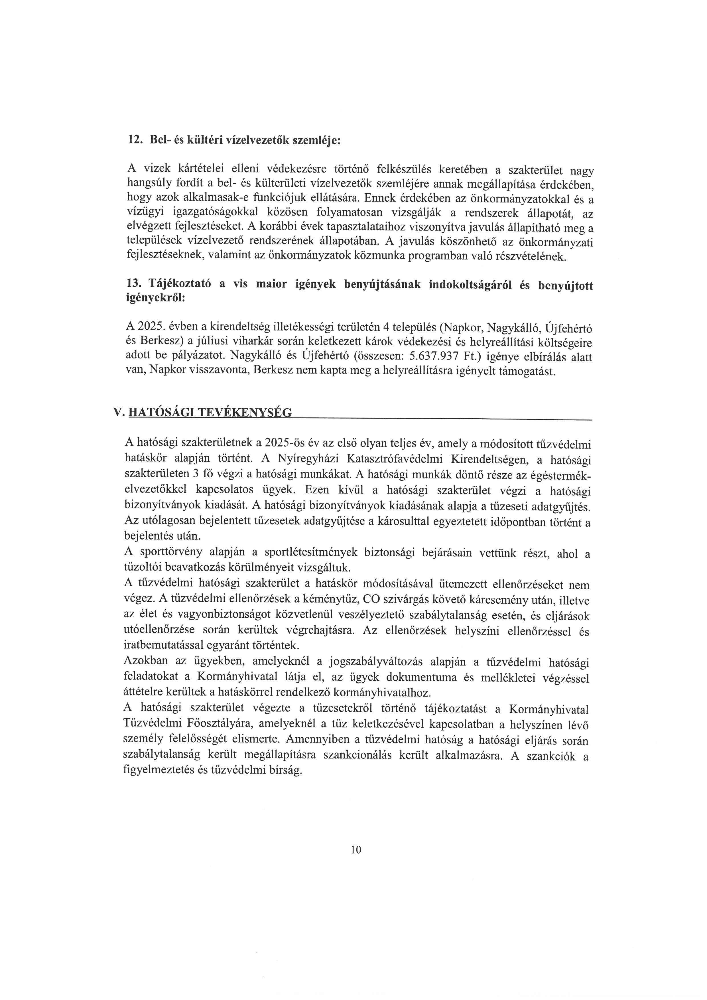 12. Bel- és kültéri vízelvezetők szemléje:
A vizek kártételei elleni védekezésre történő felkészülés keretében a szakterület nagy
hangsúly fordít a bel- és külterületi vízelvezetők szemléjére annak megállapítása érdekében,
hogy azok alkalmasak-e funkciójuk ellátására. Ennek érdekében az önkormányzatokkal és a
vízügyi igazgatóságokkal közösen folyamatosan vizsgálják a rendszerek állapotát, az
elvégzett fejlesztéseket. A korábbi évek tapasztalataihoz viszonyítva javulás állapítható meg a
települések vízelvezető rendszerének állapotában. A javulás köszönhető az önkormányzati
fejlesztéseknek, valamint az önkormányzatok közmunka programban való részvételének.
13. Tájékoztató a vis maior igények benyújtásának indokoltságáról és benyújtott
igényekről:
A 2025. évben a kirendeltség illetékességi területén 4 település (Napkor, Nagykálló, Újfehértó
és Berkesz) a júliusi viharkár során keletkezett károk védekezési és helyreállítási költségeire
adott be pályázatot. Nagykálló és Újfehértó (összesen: 5.637.937 Ft.) igénye elbírálás alatt
van, Napkor visszavonta, Berkesz nem kapta meg a helyreállításra igényelt támogatást.
V. HATÓSÁGI TEVÉKENYSÉG
A hatósági szakterületnek a 2025-ös év az első olyan teljes év, amely a módosított tűzvédelmi
hatáskör alapján történt. A Nyíregyházi Katasztrófavédelmi Kirendeltségen, a hatósági
szakterületen 3 fő végzi a hatósági munkákat. A hatósági munkák döntő része az égéstermék-
elvezetőkkel kapcsolatos ügyek. Ezen kívül a hatósági szakterület végzi a hatósági
bizonyítványok kiadását. A hatósági bizonyítványok kiadásának alapja a tűzeseti adatgyűjtés.
Az utólagosan bejelentett tűzesetek adatgyűjtése a károsulttal egyeztetett időpontban történt a
bejelentés után.
A sporttörvény alapján a sportlétesítmények biztonsági bejárásain vettünk részt, ahol a
tűzoltói beavatkozás körülményeit vizsgáltuk.
A tűzvédelmi hatósági szakterület a hatáskör módosításával ütemezett ellenőrzéseket nem
végez. A tűzvédelmi ellenőrzések a kéménytűz, CO szivárgás követő káresemény után, illetve
az élet és vagyonbiztonságot közvetlenül veszélyeztető szabálytalanság esetén, és eljárások
utóellenőrzése során kerültek végrehajtásra. Az ellenőrzések helyszíni ellenőrzéssel és
iratbemutatással egyaránt történtek.
Azokban az ügyekben, amelyeknél a jogszabályváltozás alapján a tűzvédelmi hatósági
feladatokat a Kormányhivatal látja el, az ügyek dokumentuma és mellékletei végzéssel
áttételre kerültek a hatáskörrel rendelkező kormányhivatalhoz.
A hatósági szakterület végezte a tűzesetekről történő tájékoztatást a Kormányhivatal
Tűzvédelmi Főosztályára, amelyeknél a tűz keletkezésével kapcsolatban a helyszínen lévő
személy felelősségét elismerte. Amennyiben a tűzvédelmi hatóság a hatósági eljárás során
szabálytalanság került megállapításra szankcionálás került alkalmazásra. A szankciók a
figyelmeztetés és tűzvédelmi bírság.
10